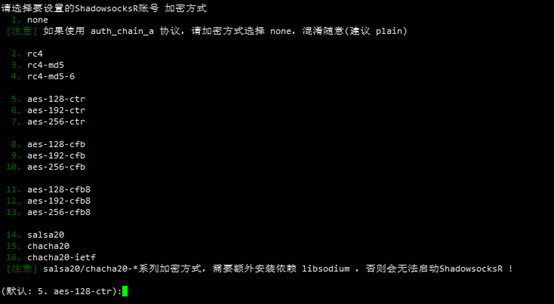 请选择要设置的ShadowsocksR账号 加密方式
1. none
[注意] 如果使用 auth_chain_a 协议，请加密方式选择 none，混淆随意(建议 plain)
2. rc4
3. rc4-md5
4. rc4-md5-6
5. aes-128-ctr
6. aes-192-ctr
7. aes-256-ctr
8. aes-128-cfb
9. aes-192-cfb
10. aes-256-cfb
11. aes-128-cfb8
12. aes-192-cfb8
13. aes-256-cfb8
14. salsa20
15. chacha20
16. chacha20-ietf
[注意] salsa20/chacha20-*系列加密方式，需要额外安装依赖 libsodium ，否则会无法启动ShadowsocksR !
(默认: 5. aes-128-ctr):